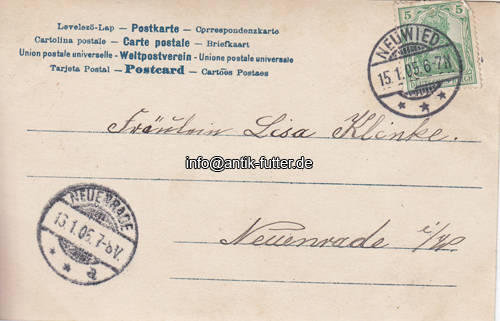 Levelező-Lap — Postkarte — Correspondenzkarte
Cartolina postale — Carte postale — Briefkaart
Union postale universelle — Weltpostverein — Unione postale universale
Tarjeta Postal — Postcard — Cartões Postaes
5 5
NEUWIED
15.1.05.6-7N.
Fräulein Lisa Klinke.
info@antik-futter.de
NEUENRADE
16.1.05.7-8V.
a
Neuenrade i/W